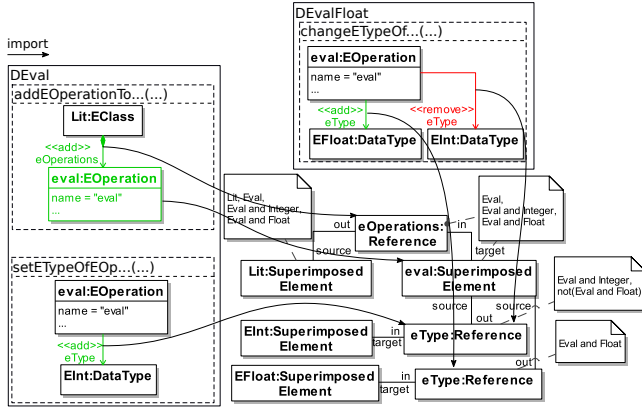 import
DEval
addEOperationTo...(...)
Lit:EClass
<<add>>
eOperations
eval:EOperation
name = "eval"
...
setETypeOfEOp...(...)
eval:EOperation
name = "eval"
...
<<add>>
eType
EInt:DataType
DEvalFloat
changeETypeOf...(...)
eval:EOperation
name = "eval"
...
<<add>>
eType
<<remove>>
eType
EFloat:DataType
EInt:DataType
Lit, Eval,
Eval and Integer,
Eval and Float
Eval,
Eval and Integer,
Eval and Float
eOperations:
Reference
out
in
source
target
Lit:Superimposed
Element
eval:Superimposed
Element
Eval and Integer,
not(Eval and Float)
source
source
out
EInt:Superimposed
Element
in
target
eType:Reference
Eval and Float
out
EFloat:Superimposed
Element
in
target
eType:Reference